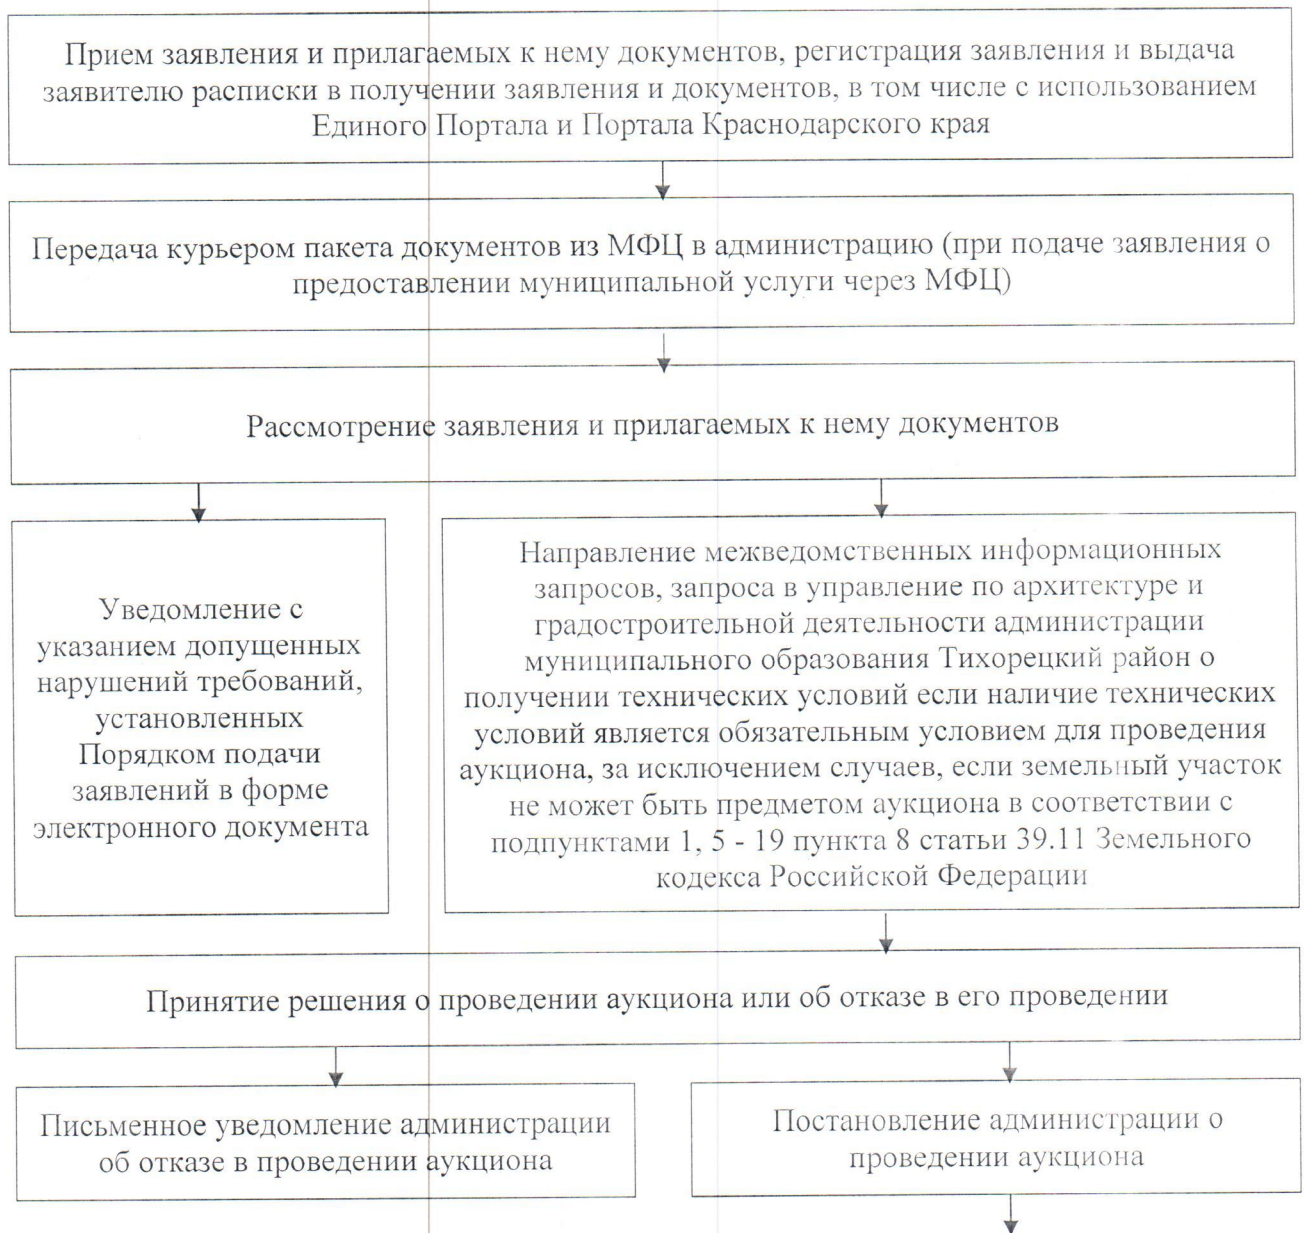 Прием заявления и прилагаемых к нему документов, регистрация заявления и выдача
заявителю расписки в получении заявления и документов, в том числе с использованием
Единого Портала и Портала Краснодарского края
Передача курьером пакета документов из МФЦ в администрацию (при подаче заявления о
предоставлении муниципальной услуги через МФЦ)
Рассмотрение заявления и прилагаемых к нему документов
Уведомление с
указанием допущенных
нарушений требований,
установленных
Порядком подачи
заявлений в форме
электронного документа
Направление межведомственных информационных
запросов, запроса в управление по архитектуре и
градостроительной деятельности администрации
муниципального образования Тихорецкий район о
получении технических условий если наличие технических
условий является обязательным условием для проведения
аукциона, за исключением случаев, если земельный участок
не может быть предметом аукциона в соответствии с
подпунктами 1, 5 - 19 пункта 8 статьи 39.11 Земельного
кодекса Российской Федерации
Принятие решения о проведении аукциона или об отказе в его проведении
Письменное уведомление администрации
об отказе в проведении аукциона
Постановление администрации о
проведении аукциона